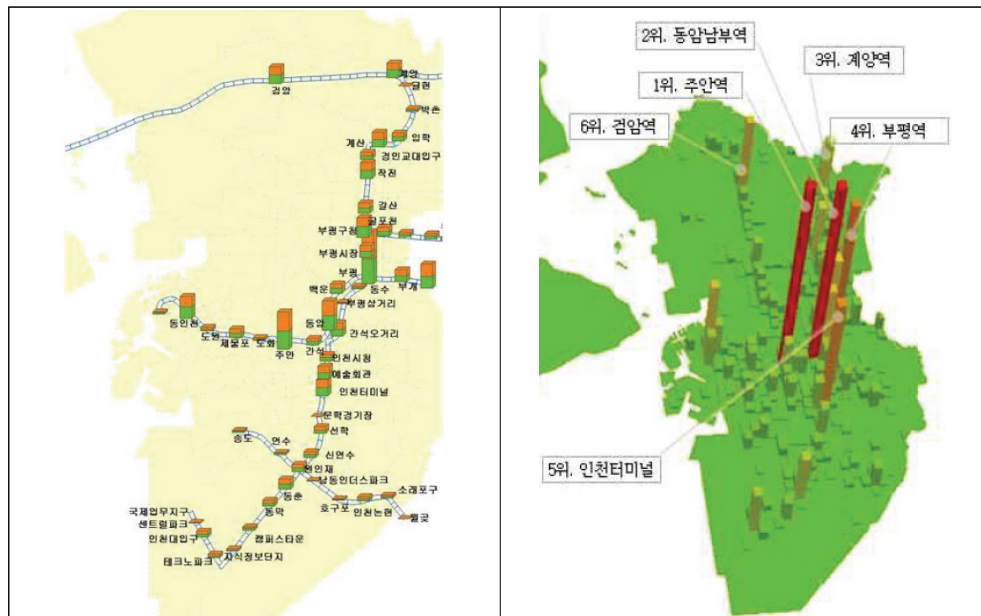 계양
귤현
검암
박촌
임학
계산
경인교대입구
작전
갈산
굴포천
부평구청
부평시장
부평
동수
부개
백운
부평삼거리
동인천
도원
제물포
도화
주안
간석
동암
간석오거리
인천시청
예술회관
인천터미널
문학경기장
선학
송도
연수
신연수
원인재
남동인더스파크
동춘
호구포
인천논현
소래포구
월곶
동막
캠퍼스타운
국제업무지구
센트럴파크
인천대입구
테크노파크
지식정보단지
2위. 동암남부역
3위. 계양역
1위. 주안역
4위. 부평역
6위. 검암역
5위. 인천터미널